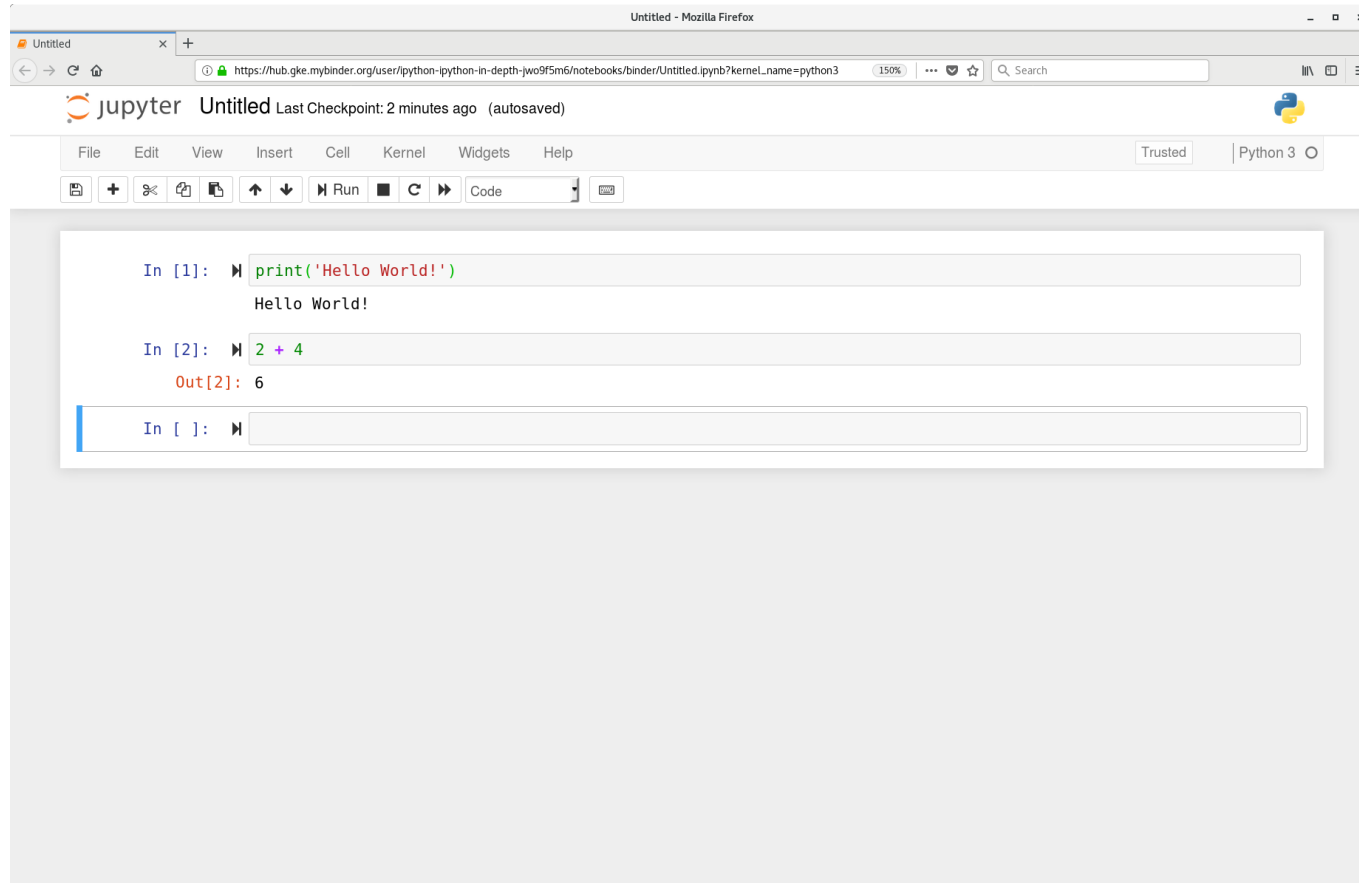 Untitled - Mozilla Firefox
Untitled
https://hub.gke.mybinder.org/user/ipython-ipython-in-depth-jwo9f5m6/notebooks/binder/Untitled.ipynb?kernel_name=python3 150% Search
jupyter Untitled Last Checkpoint: 2 minutes ago (autosaved)
File Edit View Insert Cell Kernel Widgets Help Trusted Python 3
Run Code
In [1]: print('Hello World!')
Hello World!
In [2]: 2 + 4
Out[2]: 6
In [ ]: